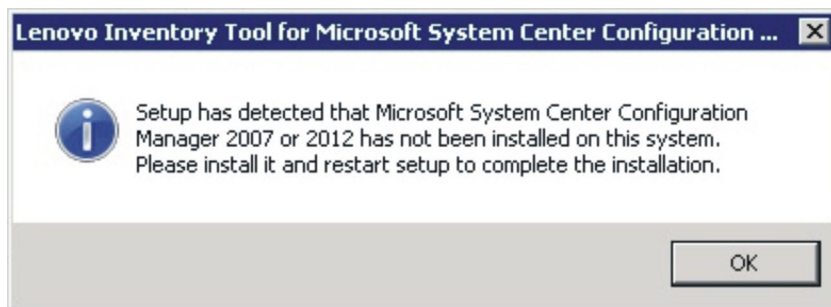 Lenovo Inventory Tool for Microsoft System Center Configuration ...
Setup has detected that Microsoft System Center Configuration
Manager 2007 or 2012 has not been installed on this system.
Please install it and restart setup to complete the installation.
OK